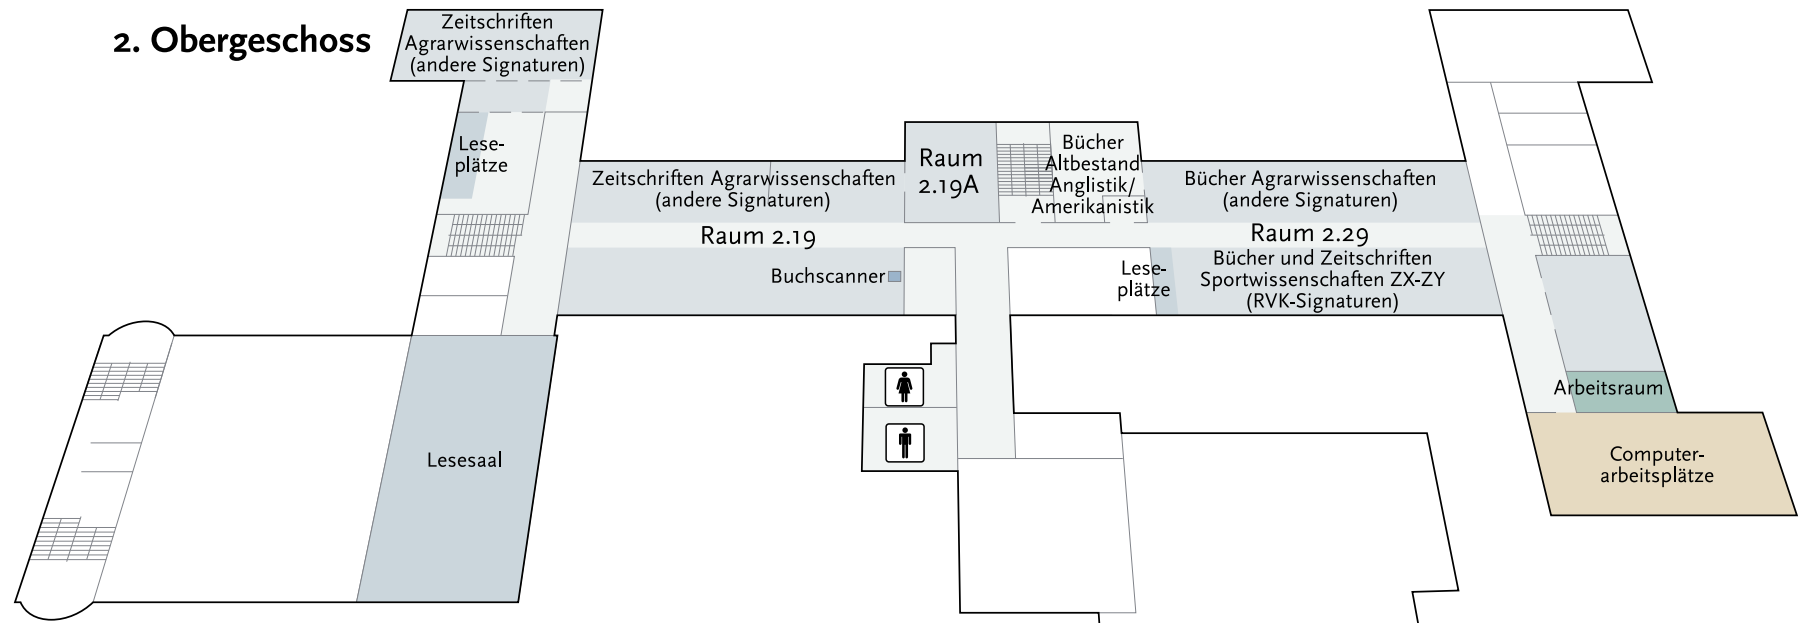 2. Obergeschoss
Zeitschriften
Agrarwissenschaften
(andere Signaturen)
Lese-
plätze
Zeitschriften Agrarwissenschaften
(andere Signaturen)
Raum 2.19
Buchscanner
Raum
2.19A
Bücher
Altbestand
Anglistik/
Amerikanistik
Bücher Agrarwissenschaften
(andere Signaturen)
Raum 2.29
Lese-
plätze
Bücher und Zeitschriften
Sportwissenschaften ZX-ZY
(RVK-Signaturen)
Arbeitsraum
Computer-
arbeitsplätze
Lesesaal